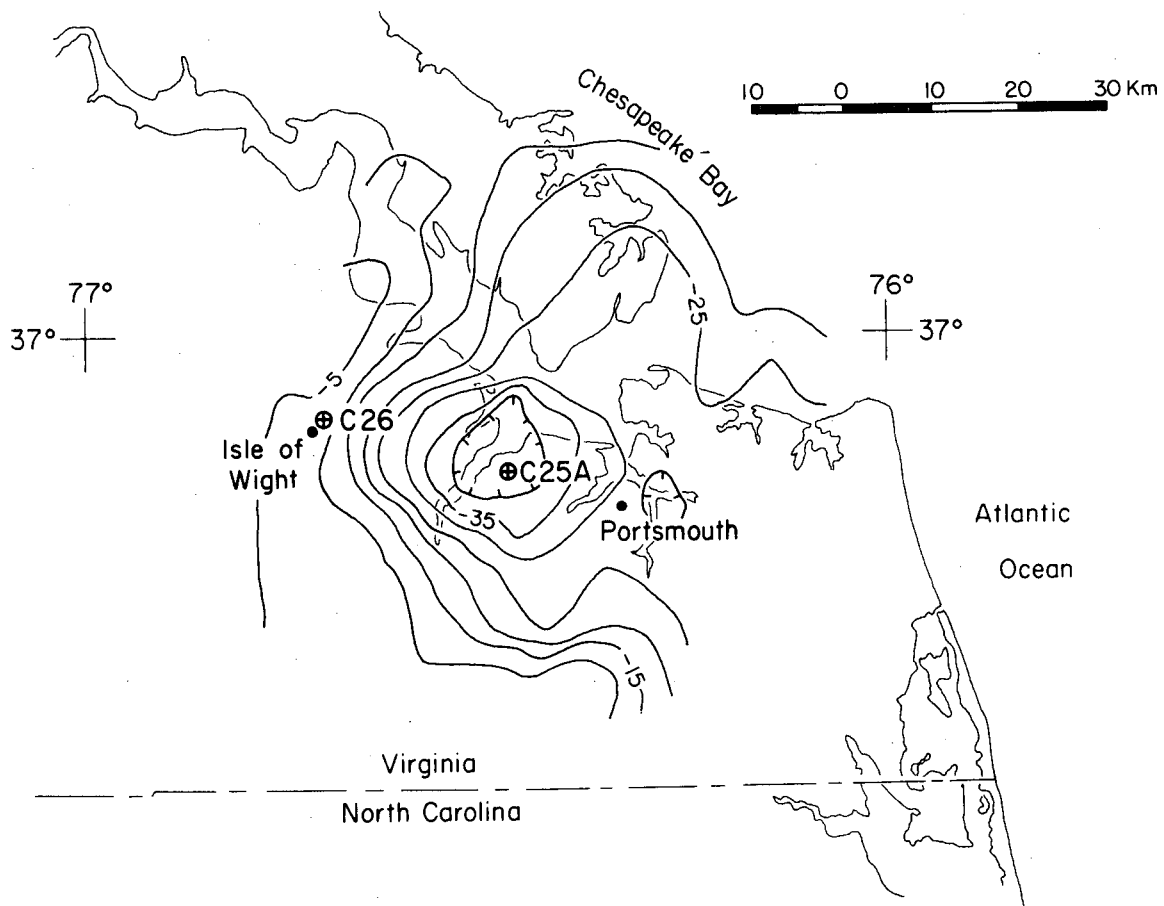 10 0 10 20 30 Km
Chesapeake Bay
77°
37°
76°
37°
-25
-5
C26
Isle of
Wight
C25A
-35
Portsmouth
Atlantic
Ocean
-15
Virginia
North Carolina